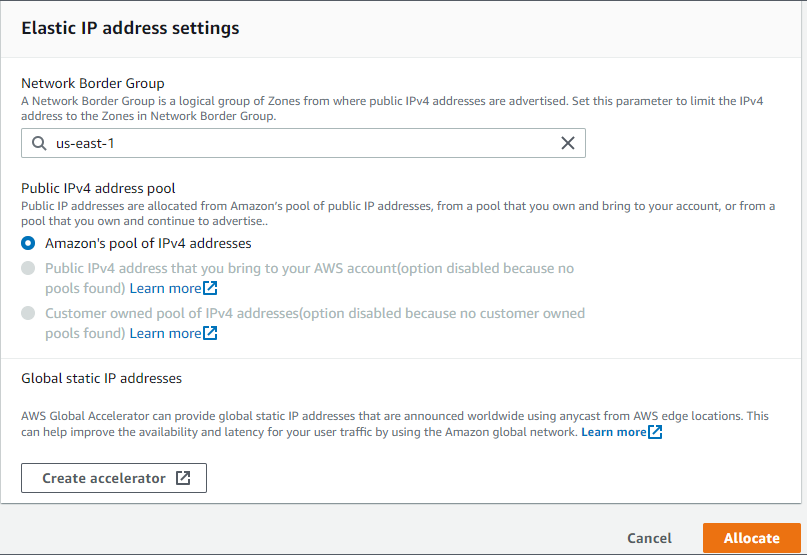 Elastic IP address settings
Network Border Group
A Network Border Group is a logical group of Zones from where public IPv4 addresses are advertised. Set this parameter to limit the IPv4
address to the Zones in Network Border Group.
us-east-1
Public IPv4 address pool
Public IP addresses are allocated from Amazon's pool of public IP addresses, from a pool that you own and bring to your account, or from a
pool that you own and continue to advertise..
Amazon's pool of IPv4 addresses
Public IPv4 address that you bring to your AWS account(option disabled because no
pools found) Learn more
Customer owned pool of IPv4 addresses(option disabled because no customer owned
pools found) Learn more
Global static IP addresses
AWS Global Accelerator can provide global static IP addresses that are announced worldwide using anycast from AWS edge locations. This
can help improve the availability and latency for your user traffic by using the Amazon global network. Learn more
Create accelerator
Cancel Allocate